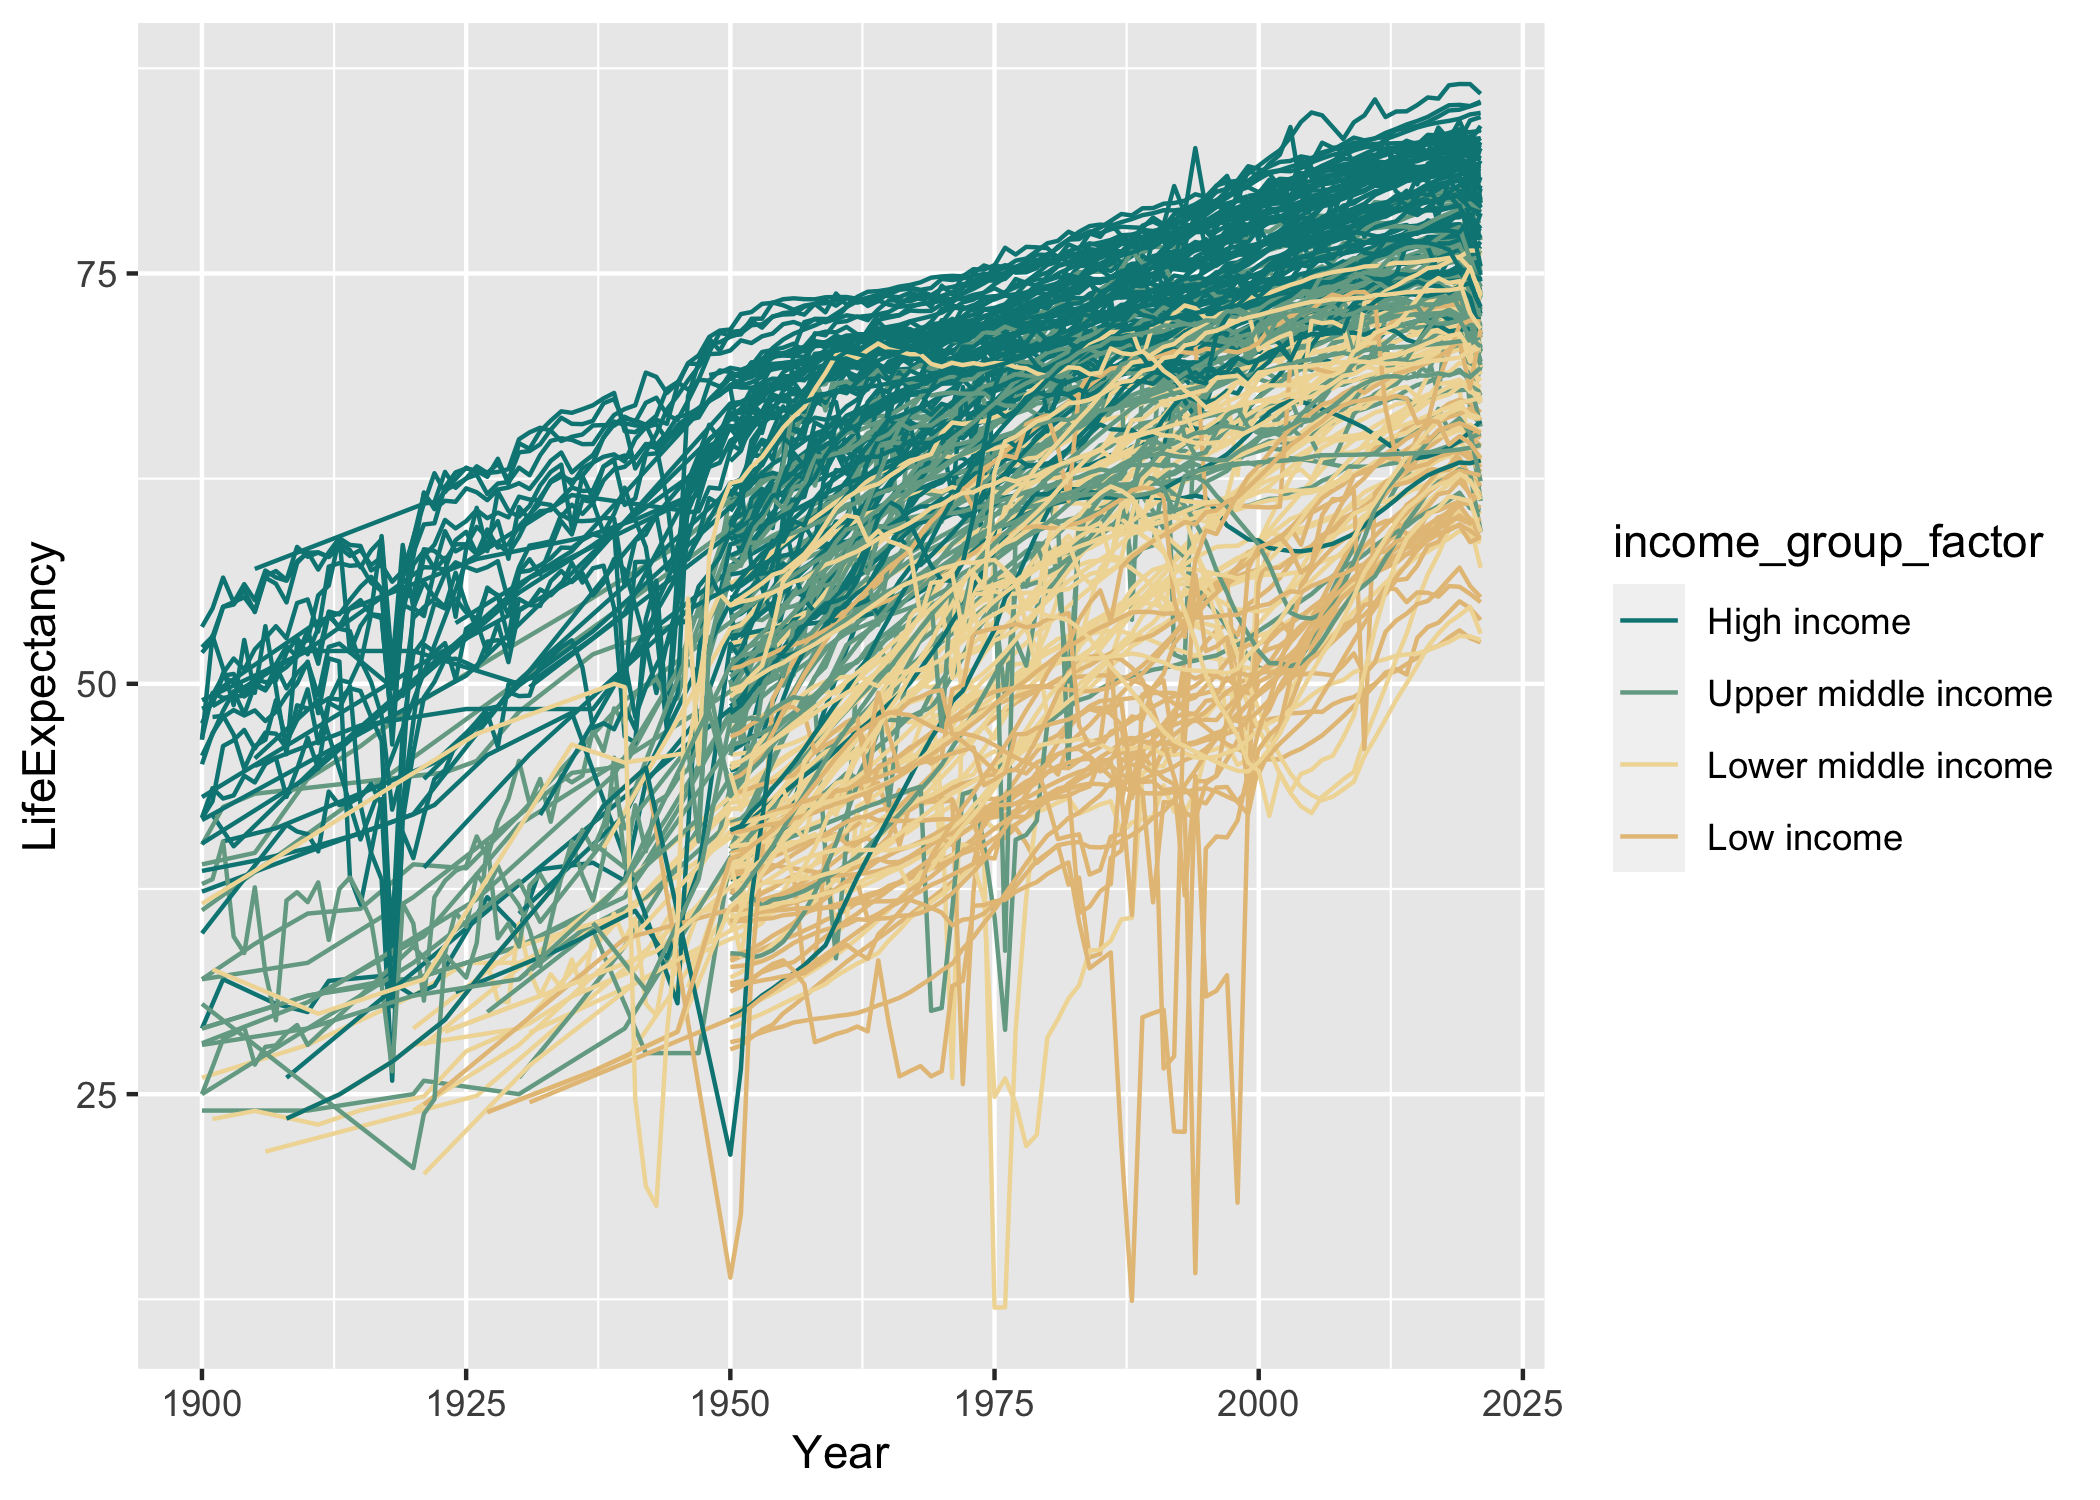 LifeExpectancy
75
50
25
1900 1925 1950 1975 2000 2025
Year
income_group_factor
High income
Upper middle income
Lower middle income
Low income